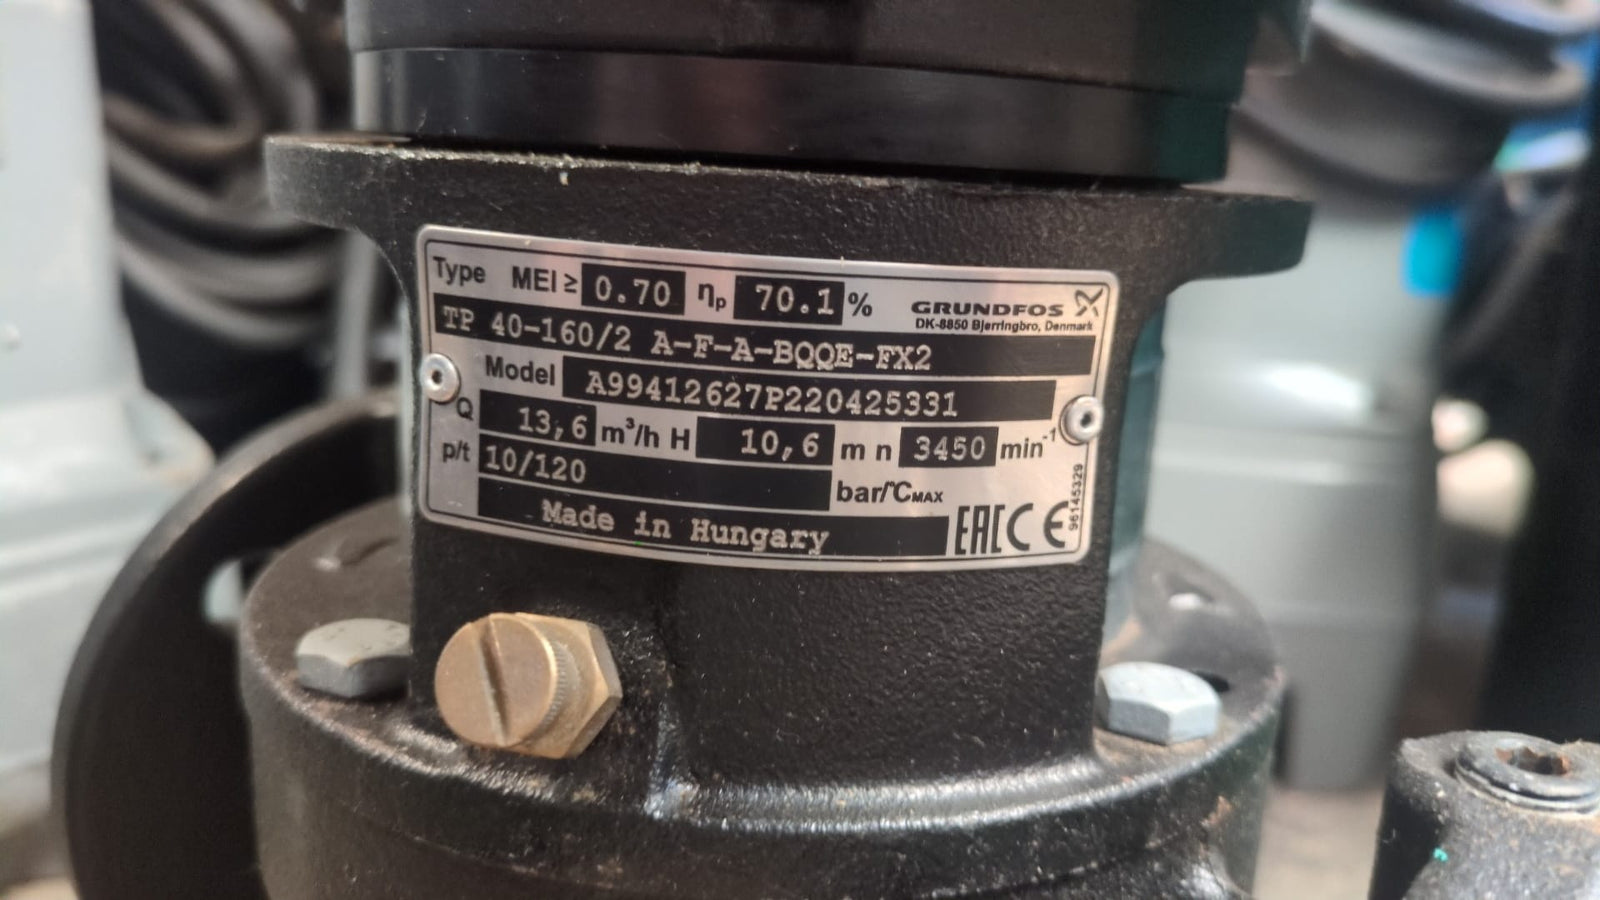 Type MEI ≥ 0.70 ηp 70.1 % GRUNDFOS
DK-8850 Bjerringbro, Denmark
TP 40-160/2 A-F-A-BQQE-FX2
Model A99412627P220425331
Q 13,6 m³/h H 10,6 m n 3450 min⁻¹
p/t 10/120 bar/°CMAX
Made in Hungary EAC CE
96145329